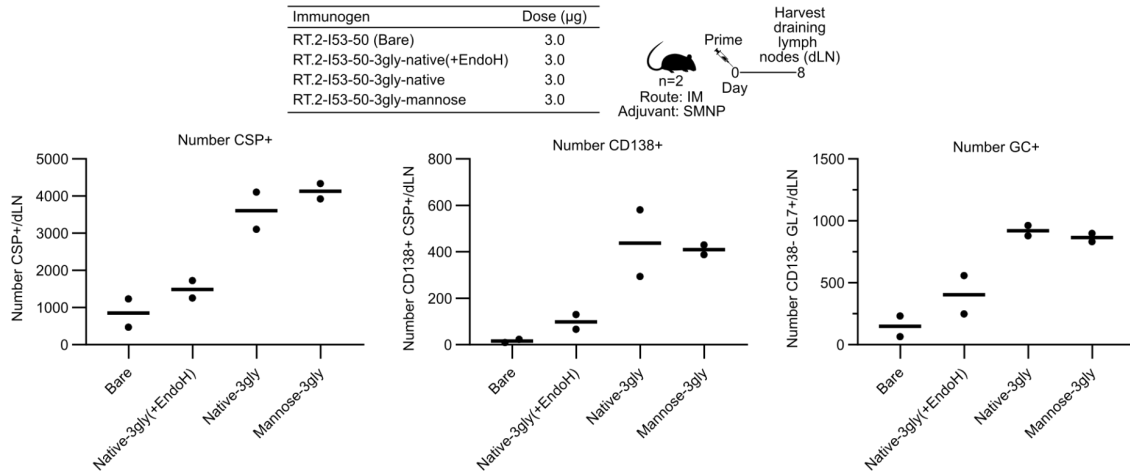 Immunogen Dose (µg)
RT.2-I53-50 (Bare) 3.0
RT.2-I53-50-3gly-native(+EndoH) 3.0
RT.2-I53-50-3gly-native 3.0
RT.2-I53-50-3gly-mannose 3.0
n=2
Route: IM
Adjuvant: SMNP
Prime
0
Day
Harvest
draining
lymph
nodes (dLN)
8
Number CSP+
Number CSP+/dLN
5000
4000
3000
2000
1000
0
Bare
Native-3gly(+EndoH)
Native-3gly
Mannose-3gly
Number CD138+
Number CD138+ CSP+/dLN
800
600
400
200
0
Bare
Native-3gly(+EndoH)
Native-3gly
Mannose-3gly
Number GC+
Number CD138- GL7+/dLN
1500
1000
500
0
Bare
Native-3gly(+EndoH)
Native-3gly
Mannose-3gly